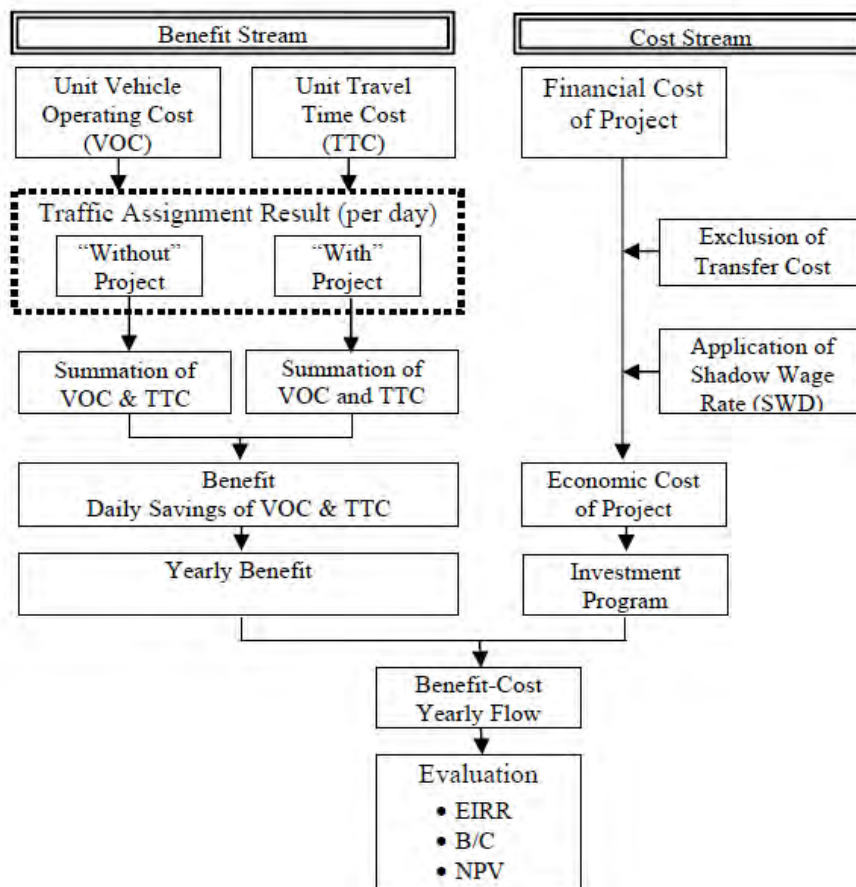 Benefit Stream
Cost Stream
Unit Vehicle
Operating Cost
(VOC)
Unit Travel
Time Cost
(TTC)
Financial Cost
of Project
Traffic Assignment Result (per day)
“Without”
Project
“With”
Project
Exclusion of
Transfer Cost
Summation of
VOC & TTC
Summation of
VOC and TTC
Application of
Shadow Wage
Rate (SWD)
Benefit
Daily Savings of VOC & TTC
Economic Cost
of Project
Yearly Benefit
Investment
Program
Benefit-Cost
Yearly Flow
Evaluation
• EIRR
• B/C
• NPV